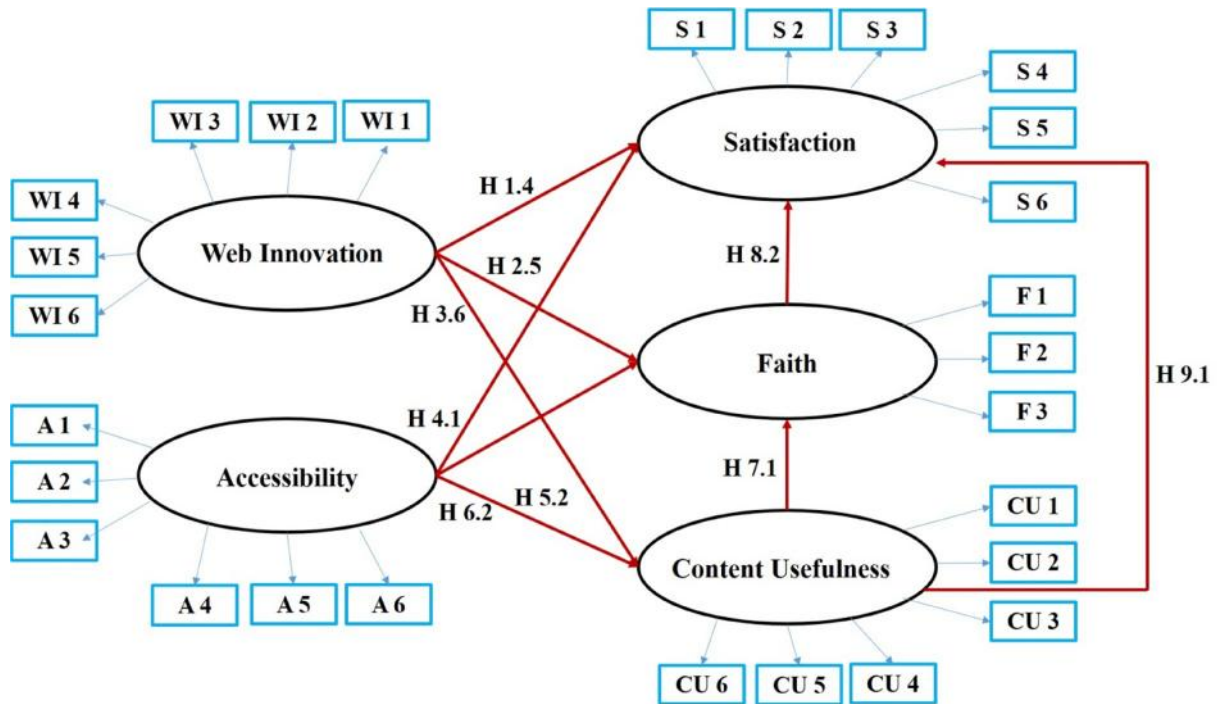 S 1
S 2
S 3
S 4
S 5
S 6
Satisfaction
WI 3
WI 2
WI 1
WI 4
WI 5
WI 6
Web Innovation
H 1.4
H 2.5
H 3.6
H 8.2
F 1
F 2
F 3
Faith
H 9.1
A 1
A 2
A 3
Accessibility
H 4.1
H 6.2
H 5.2
H 7.1
A 4
A 5
A 6
CU 1
CU 2
CU 3
Content Usefulness
CU 6
CU 5
CU 4